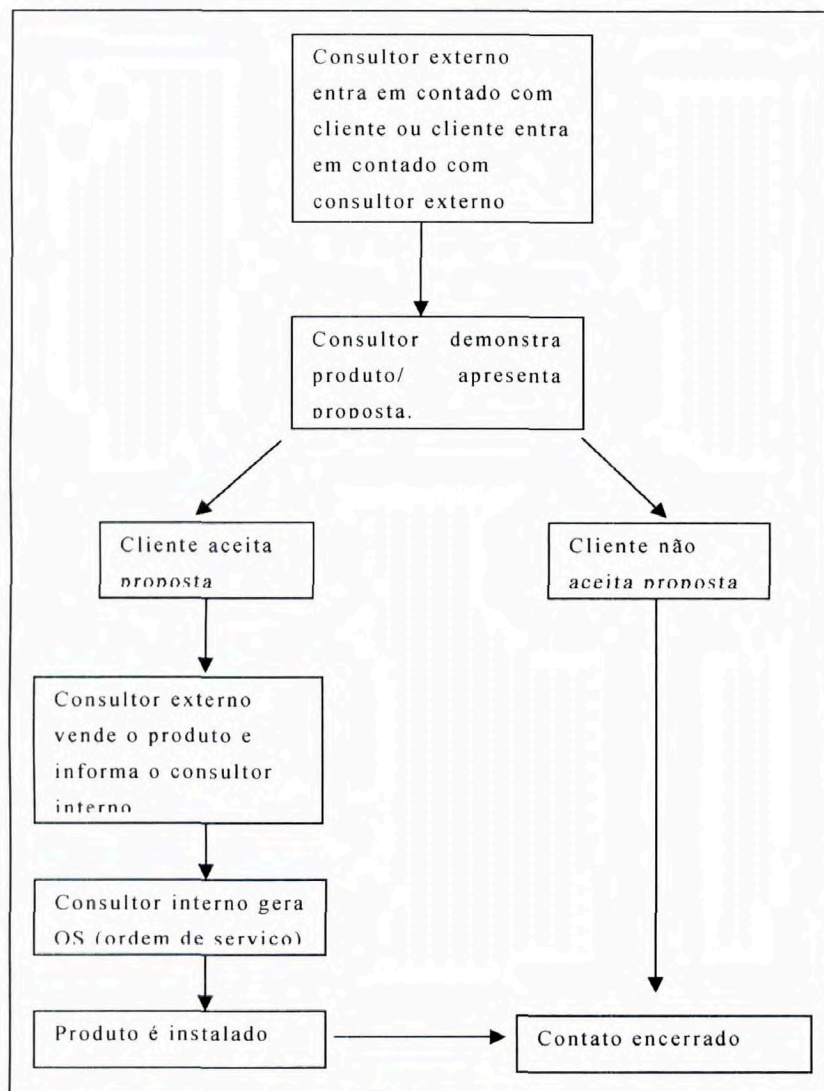 Consultor externo
entra em contado com
cliente ou cliente entra
em contado com
consultor externo
Consultor demonstra
produto/ apresenta
proposta.
Cliente aceita
proposta
Cliente não
aceita proposta
Consultor externo
vende o produto e
informa o consultor
interno
Consultor interno gera
OS (ordem de serviço)
Produto é instalado
Contato encerrado